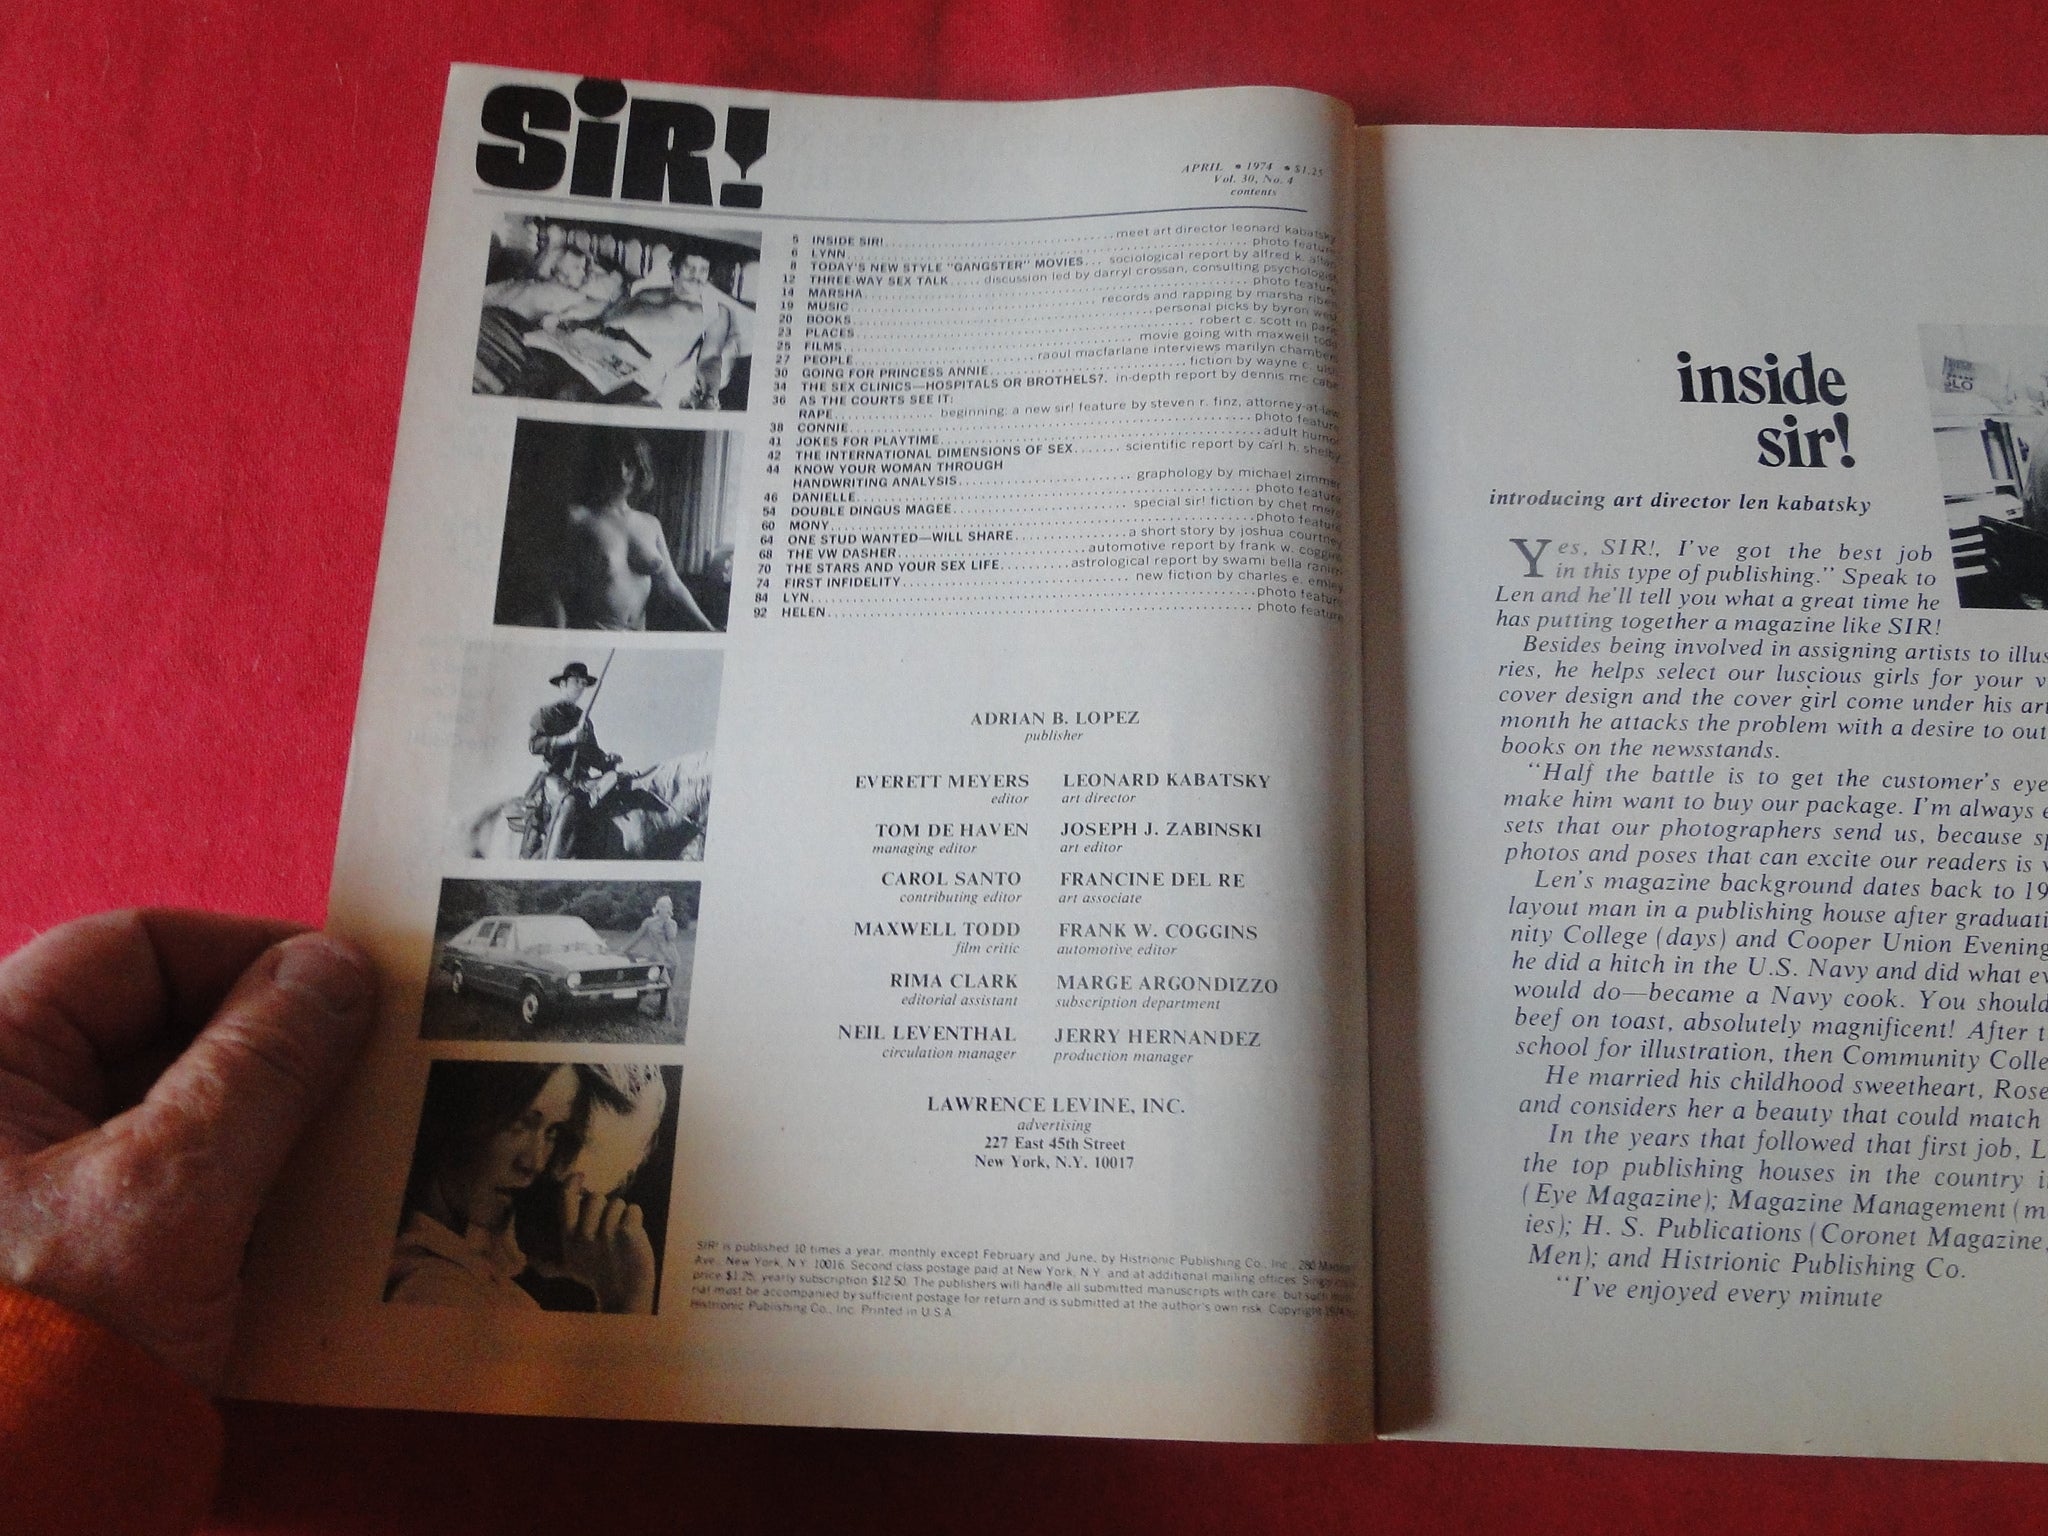 SiR!
APRIL • 1974 • $1.25
Vol. 30, No. 4
contents
5 INSIDE SIR! meet art director leonard kabatsky
6 LYNN photo feature
8 TODAY'S NEW STYLE "GANGSTER" MOVIES sociological report by alfred k.
12 THREE-WAY SEX TALK discussion led by darryl crossan, consulting psychologist
14 MARSHA photo feature
19 MUSIC records and rapping by marsha
20 BOOKS personal picks by byron
23 PLACES robert c. scott in
25 FILMS movie going with maxwell todd
27 PEOPLE raoul macfarlane interviews marilyn chambers
30 GOING FOR PRINCESS ANNIE fiction by wayne c.
34 THE SEX CLINICS—HOSPITALS OR BROTHELS? in-depth report by dennis mc
36 AS THE COURTS SEE IT:
RAPE beginning: a new sir! feature by steven r. finz, attorney-at-law
38 CONNIE photo feature
41 JOKES FOR PLAYTIME adult humor
42 THE INTERNATIONAL DIMENSIONS OF SEX scientific report by carl h. shelby
44 KNOW YOUR WOMAN THROUGH
HANDWRITING ANALYSIS graphology by michael zimmer
46 DANIELLE photo feature
54 DOUBLE DINGUS MAGEE special sir! fiction by chet
60 MONY photo feature
64 ONE STUD WANTED—WILL SHARE a short story by joshua courtney
68 THE VW DASHER automotive report by frank w. coggins
70 THE STARS AND YOUR SEX LIFE astrological report by swami bella
74 FIRST INFIDELITY new fiction by charles e.
84 LYN photo feature
92 HELEN photo feature
ADRIAN B. LOPEZ
publisher
EVERETT MEYERS
editor
LEONARD KABATSKY
art director
TOM DE HAVEN
managing editor
JOSEPH J. ZABINSKI
art editor
CAROL SANTO
contributing editor
FRANCINE DEL RE
art associate
MAXWELL TODD
film critic
FRANK W. COGGINS
automotive editor
RIMA CLARK
editorial assistant
MARGE ARGONDIZZO
subscription department
NEIL LEVENTHAL
circulation manager
JERRY HERNANDEZ
production manager
LAWRENCE LEVINE, INC.
advertising
227 East 45th Street
New York, N.Y. 10017
SIR! is published 10 times a year, monthly except February and June, by Histrionic Publishing Co., Inc., 280 Madison
Ave., New York, N.Y. 10016. Second class postage paid at New York, N.Y. and at additional mailing offices. Single
price $1.25, yearly subscription $12.50. The publishers will handle all submitted manuscripts with care, but such
rial must be accompanied by sufficient postage for return and is submitted at the author's own risk. Copyright 1974
Histrionic Publishing Co., Inc. Printed in U.S.A.
inside
sir!
introducing art director len kabatsky
Yes, SIR!, I've got the best job
in this type of publishing." Speak to
Len and he'll tell you what a great time he
has putting together a magazine like SIR!
Besides being involved in assigning artists to illus
ries, he helps select our luscious girls for your v
cover design and the cover girl come under his art
month he attacks the problem with a desire to out
books on the newsstands.
"Half the battle is to get the customer's eye
make him want to buy our package. I'm always e
sets that our photographers send us, because sp
photos and poses that can excite our readers is v
Len's magazine background dates back to 19
layout man in a publishing house after graduati
nity College (days) and Cooper Union Evening
he did a hitch in the U.S. Navy and did what ev
would do—became a Navy cook. You should
beef on toast, absolutely magnificent! After t
school for illustration, then Community Colle
He married his childhood sweetheart, Rose
and considers her a beauty that could match
In the years that followed that first job, L
the top publishing houses in the country i
(Eye Magazine); Magazine Management (m
ies); H. S. Publications (Coronet Magazine,
Men); and Histrionic Publishing Co.
"I've enjoyed every minute